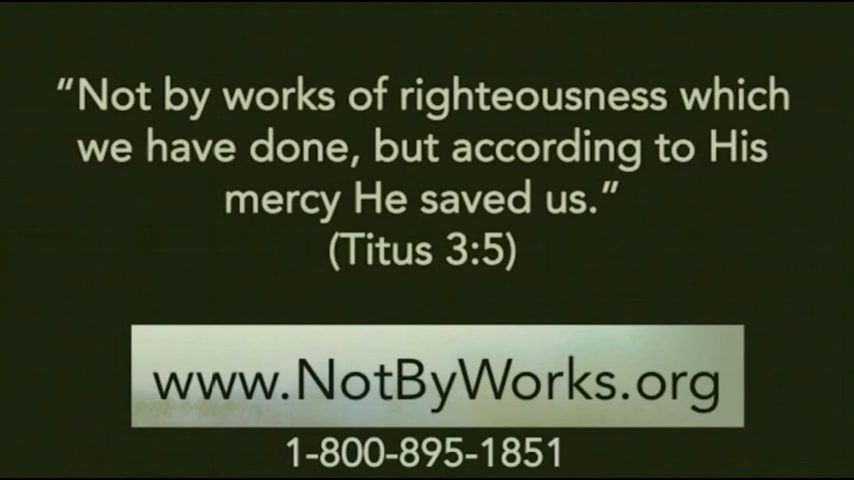 “Not by works of righteousness which
we have done, but according to His
mercy He saved us.”
(Titus 3:5)
www.NotByWorks.org
1-800-895-1851